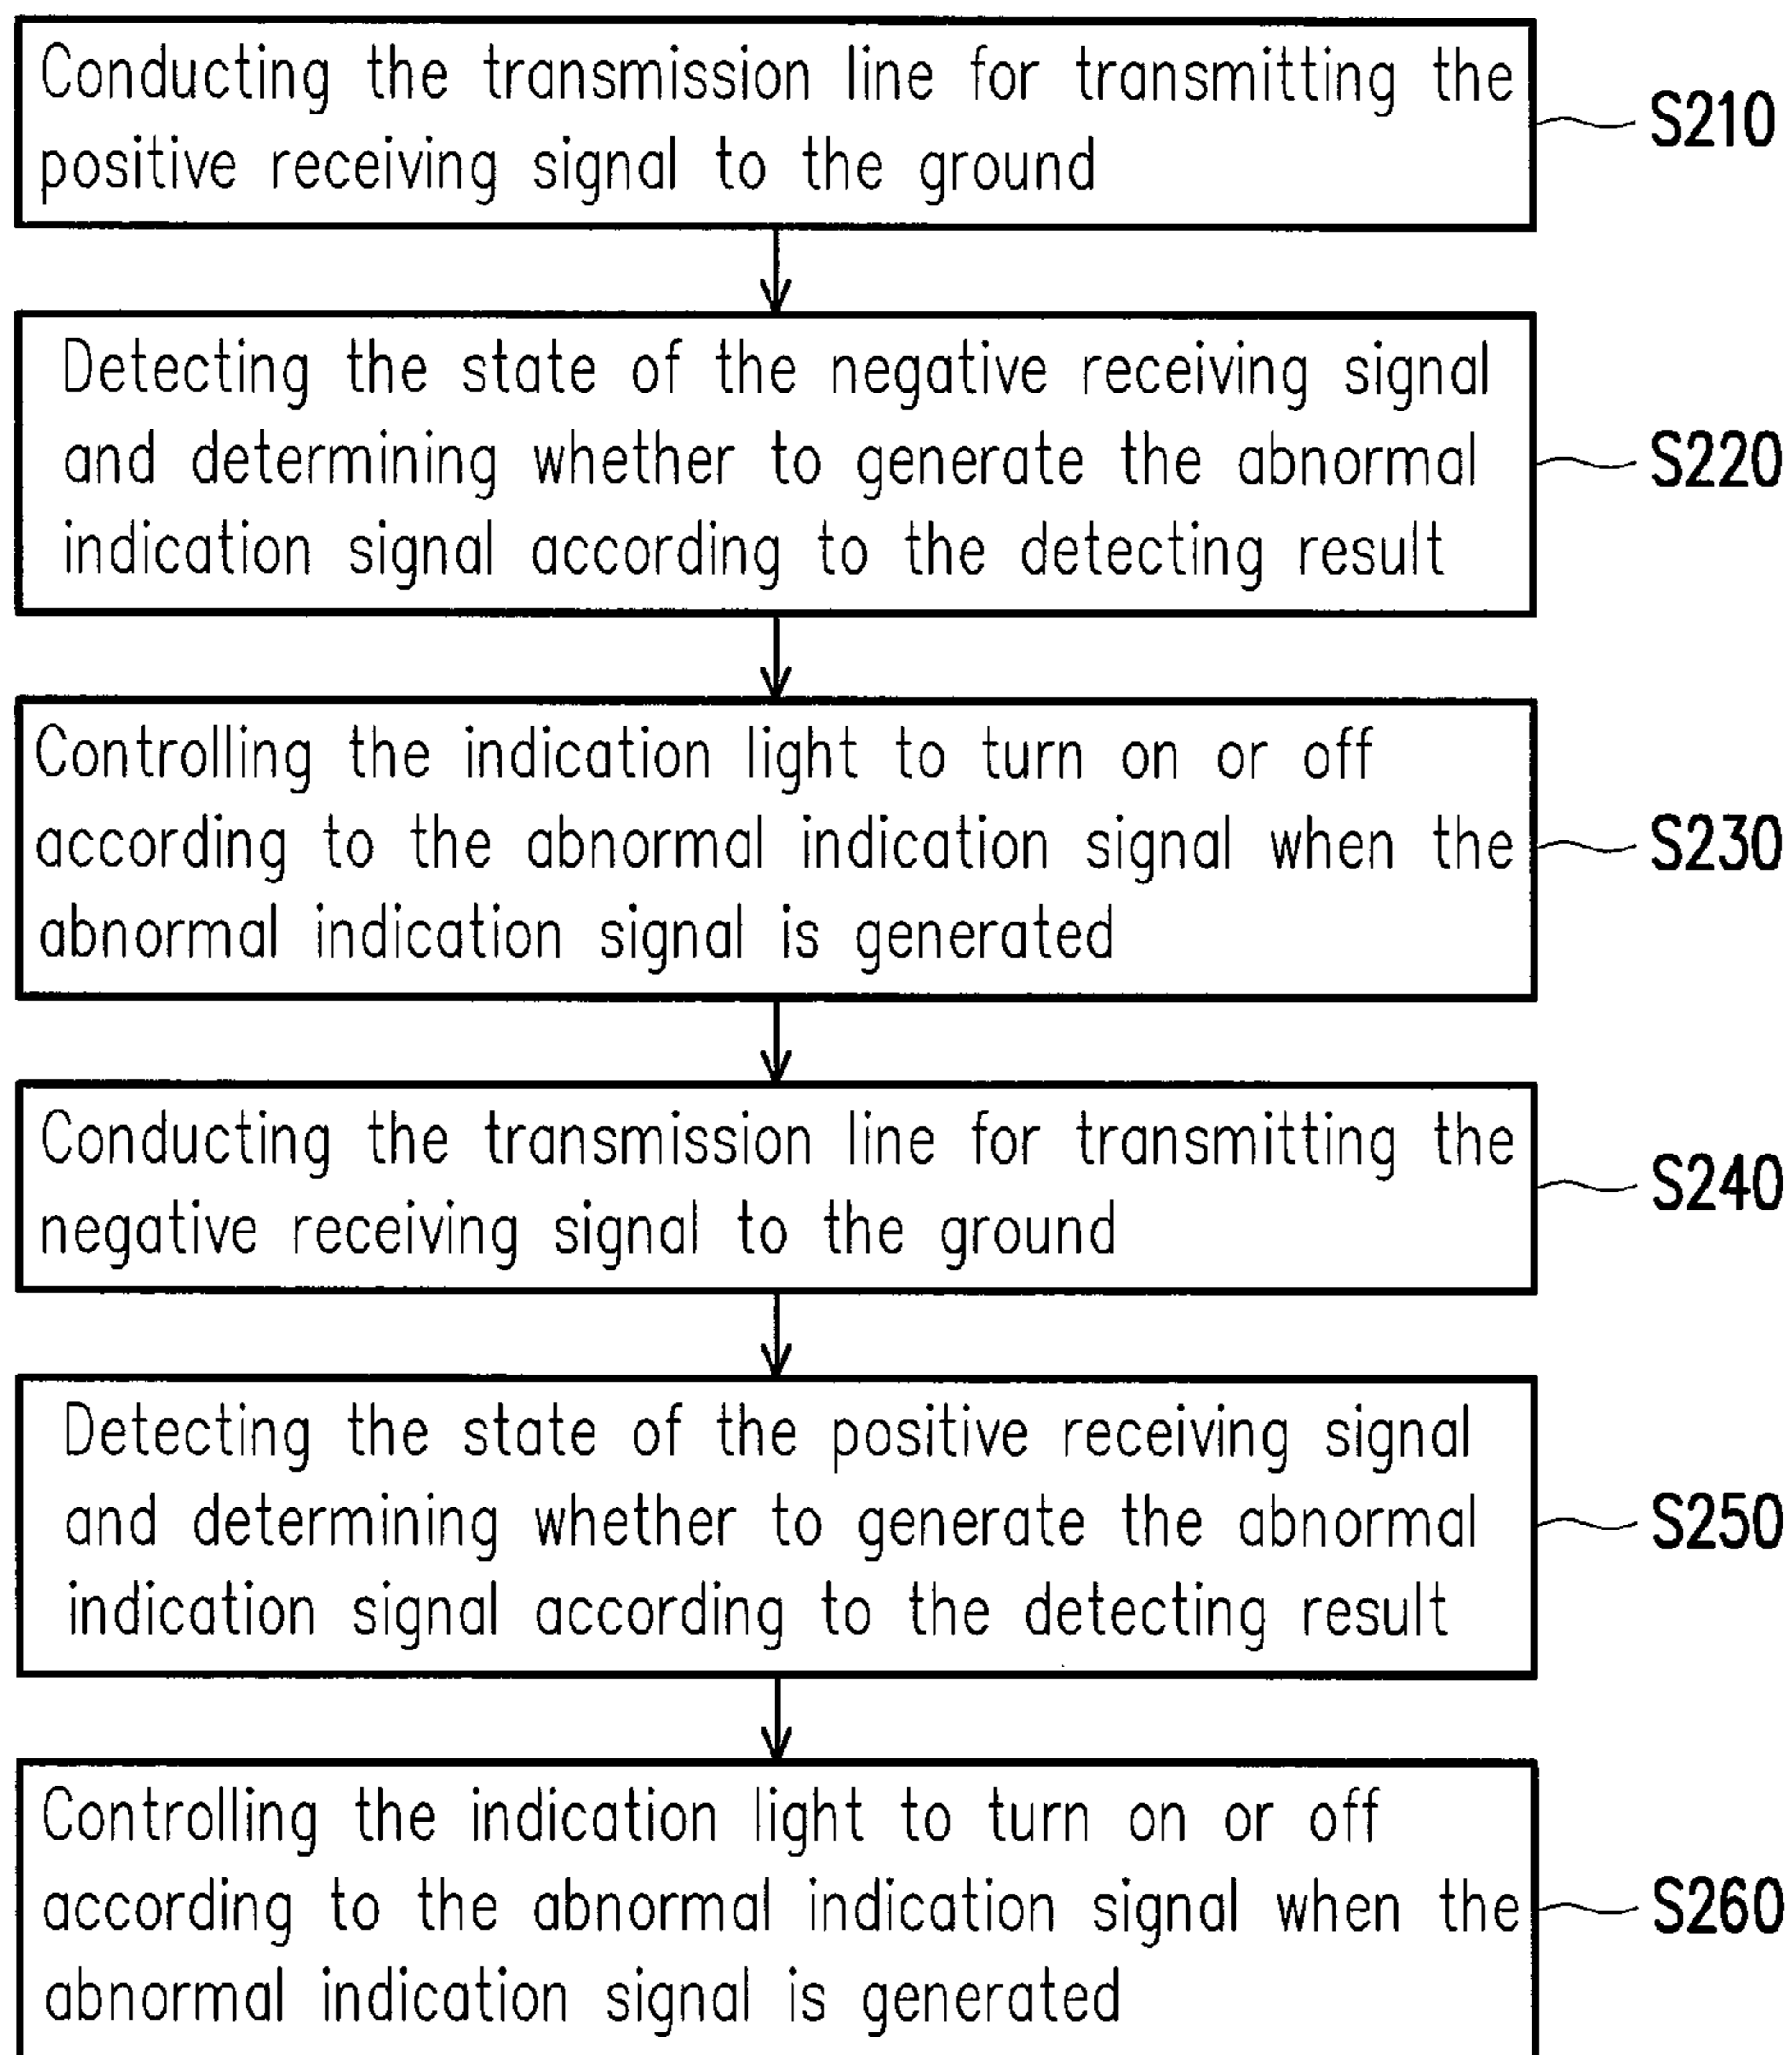 Conducting the transmission line for transmitting the
positive receiving signal to the ground
S210
Detecting the state of the negative receiving signal
and determining whether to generate the abnormal
indication signal according to the detecting result
S220
Controlling the indication light to turn on or off
according to the abnormal indication signal when the
abnormal indication signal is generated
S230
Conducting the transmission line for transmitting the
negative receiving signal to the ground
S240
Detecting the state of the positive receiving signal
and determining whether to generate the abnormal
indication signal according to the detecting result
S250
Controlling the indication light to turn on or off
according to the abnormal indication signal when the
abnormal indication signal is generated
S260